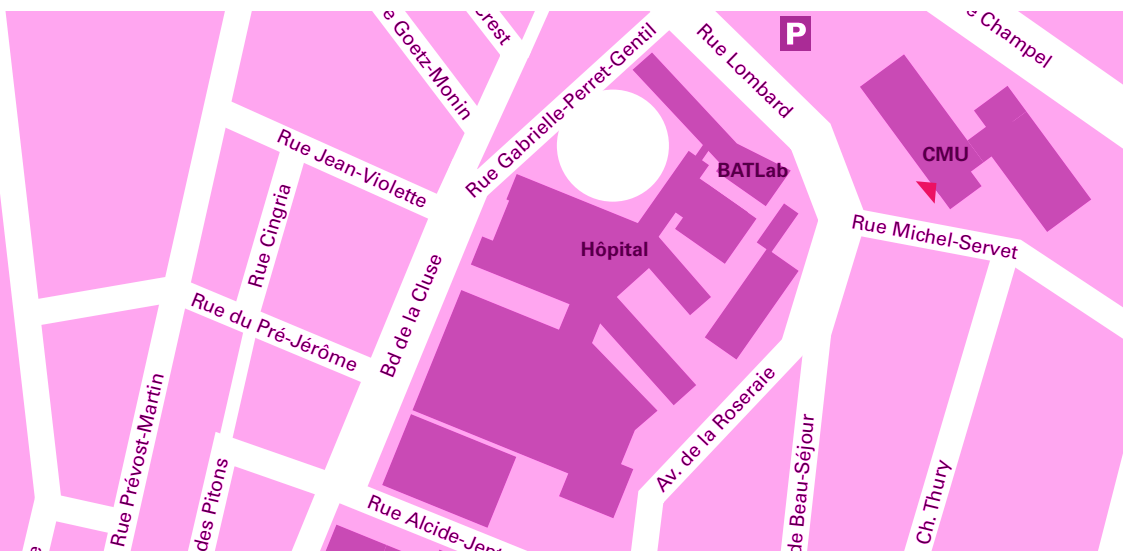 Goetz-Monin
Crest
Champel
P
Rue Gabrielle-Perret-Gentil
Rue Lombard
Rue Jean-Violette
CMU
BATLab
Rue Cingria
Rue Michel-Servet
Hôpital
Bd de la Cluse
Rue du Pré-Jérôme
Rue Prévost-Martin
Av. de la Roseraie
de Beau-Séjour
des Pitons
Ch. Thury
Rue Alcide-Jent